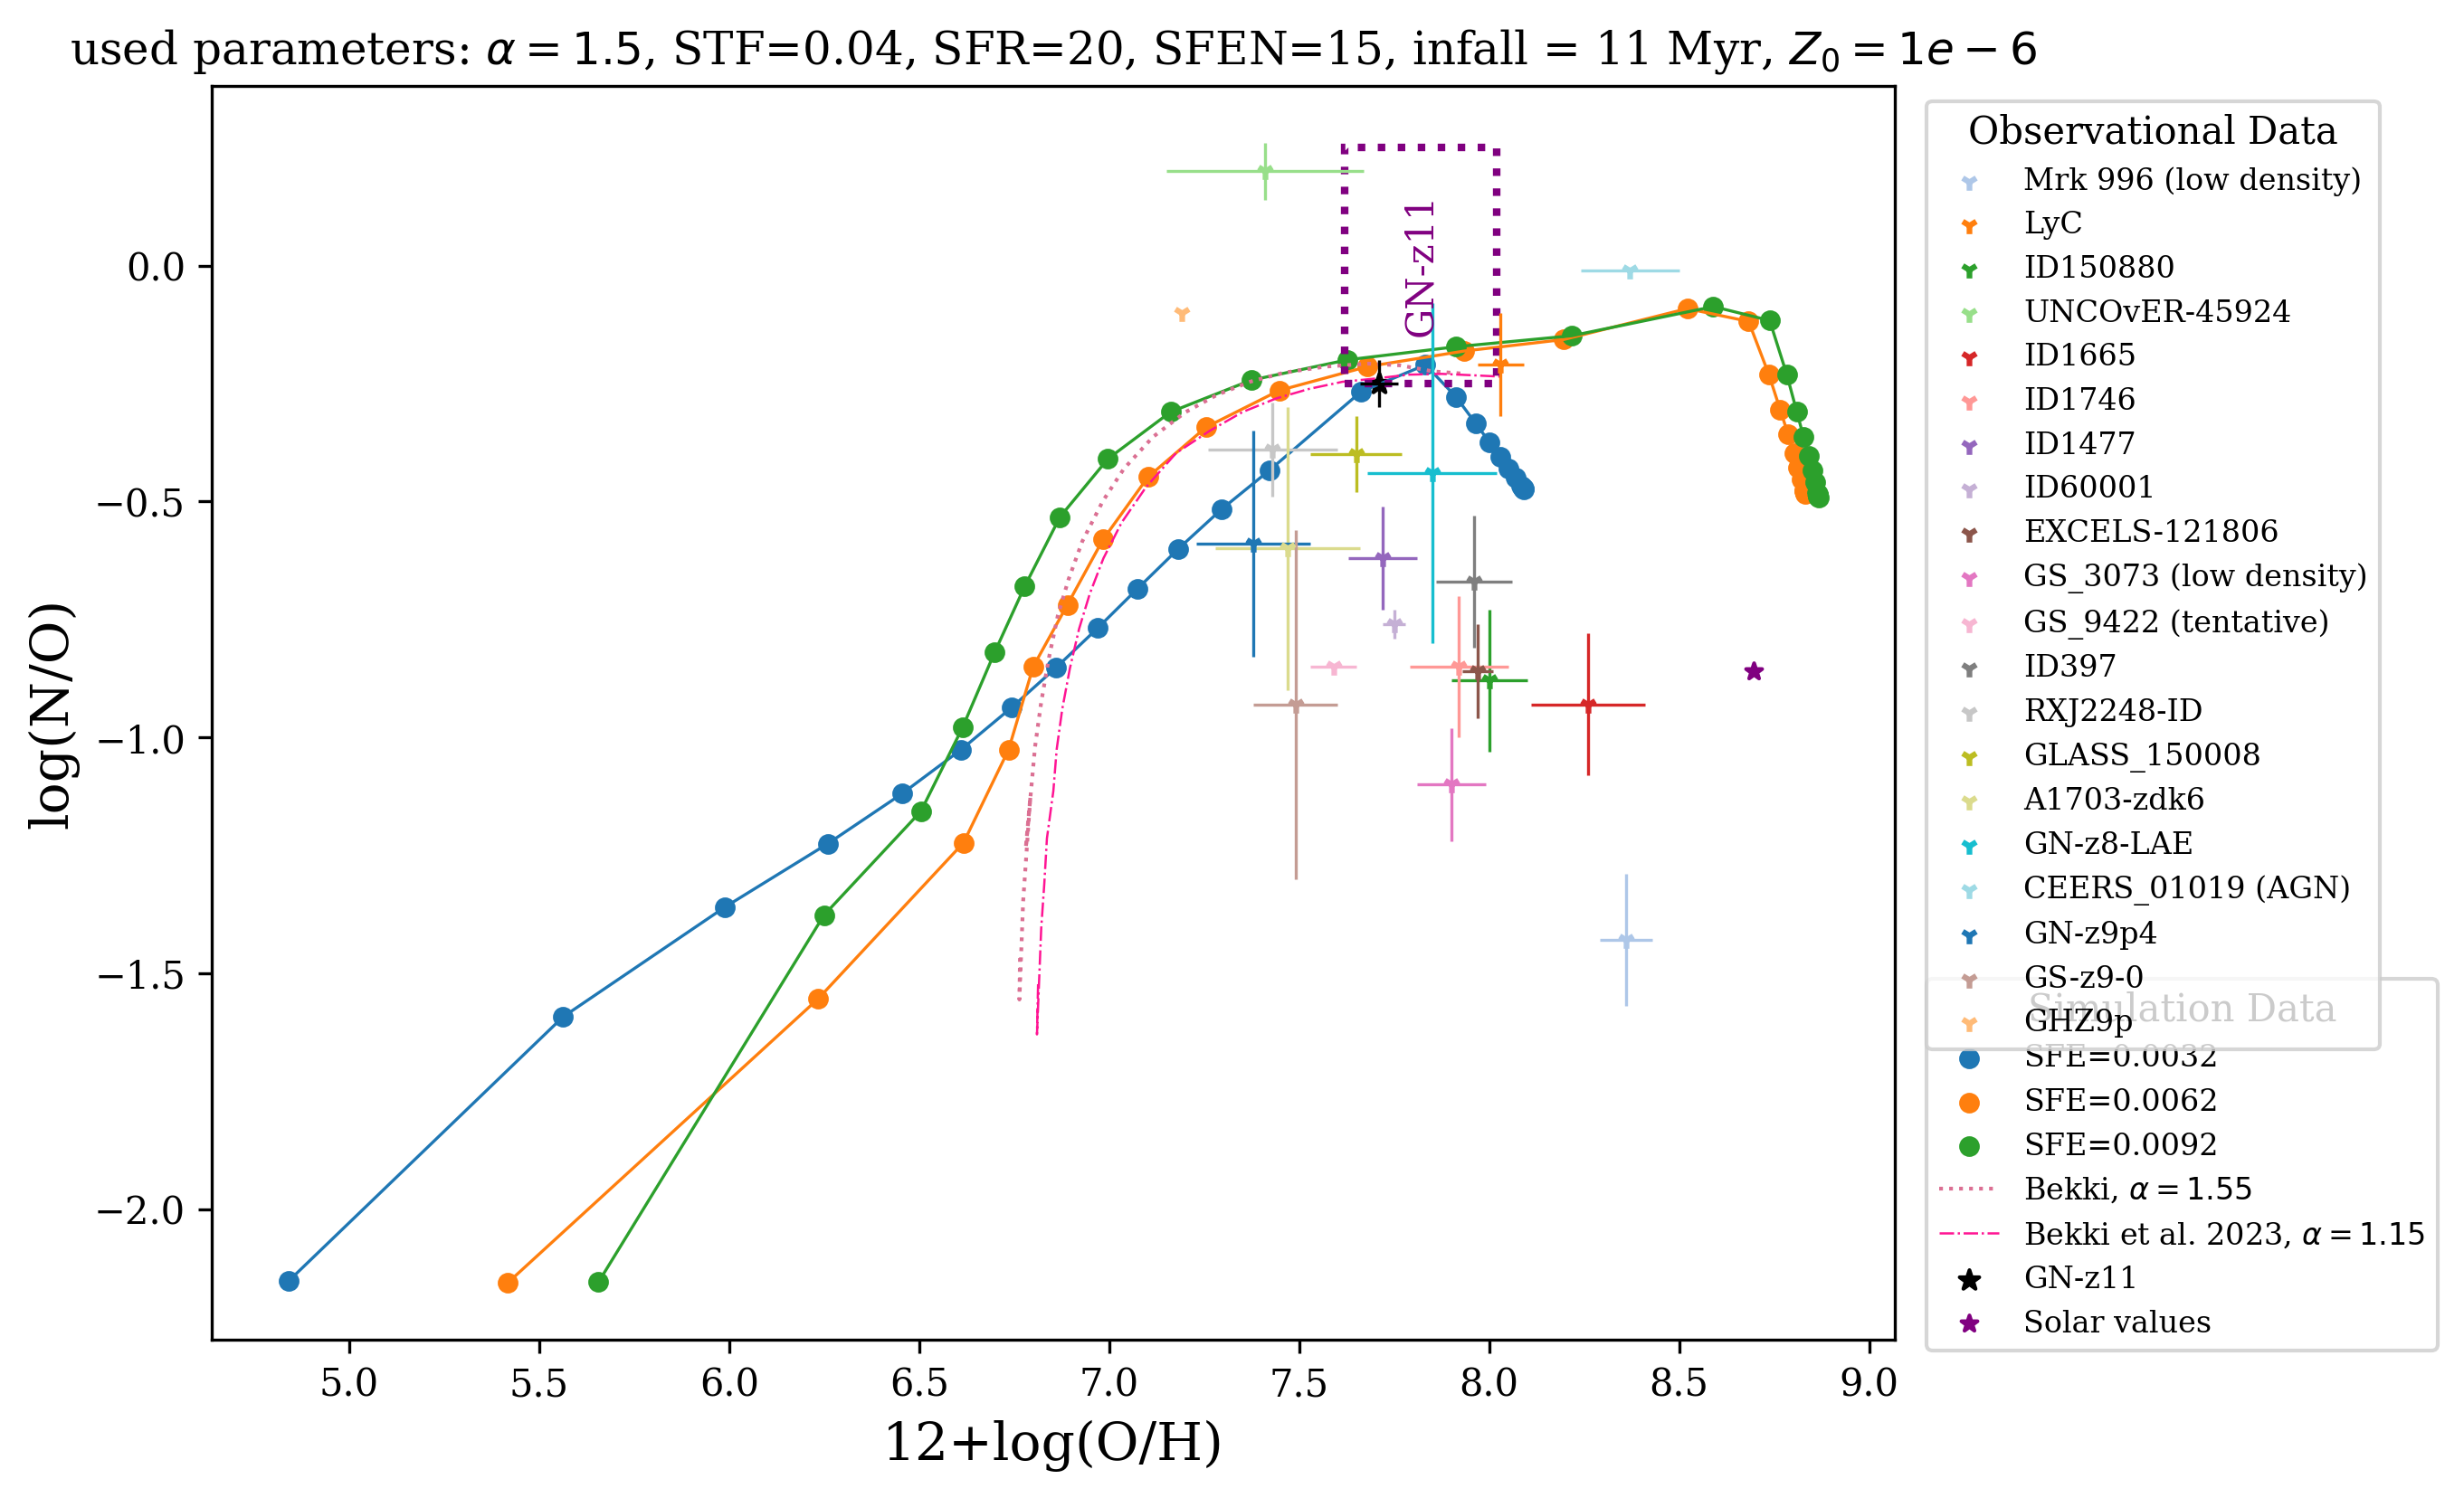 used parameters: α = 1.5, STF=0.04, SFR=20, SFEN=15, infall = 11 Myr, Z₀ = 1e − 6
log(N/O)
0.0
−0.5
−1.0
−1.5
−2.0
GN-z11
5.0 5.5 6.0 6.5 7.0 7.5 8.0 8.5 9.0
12+log(O/H)
Observational Data
Mrk 996 (low density)
LyC
ID150880
UNCOvER-45924
ID1665
ID1746
ID1477
ID60001
EXCELS-121806
GS_3073 (low density)
GS_9422 (tentative)
ID397
RXJ2248-ID
GLASS_150008
A1703-zdk6
GN-z8-LAE
CEERS_01019 (AGN)
GN-z9p4
GS-z9-0
GHZ9p
Simulation Data
SFE=0.0032
SFE=0.0062
SFE=0.0092
Bekki, α = 1.55
Bekki et al. 2023, α = 1.15
GN-z11
Solar values